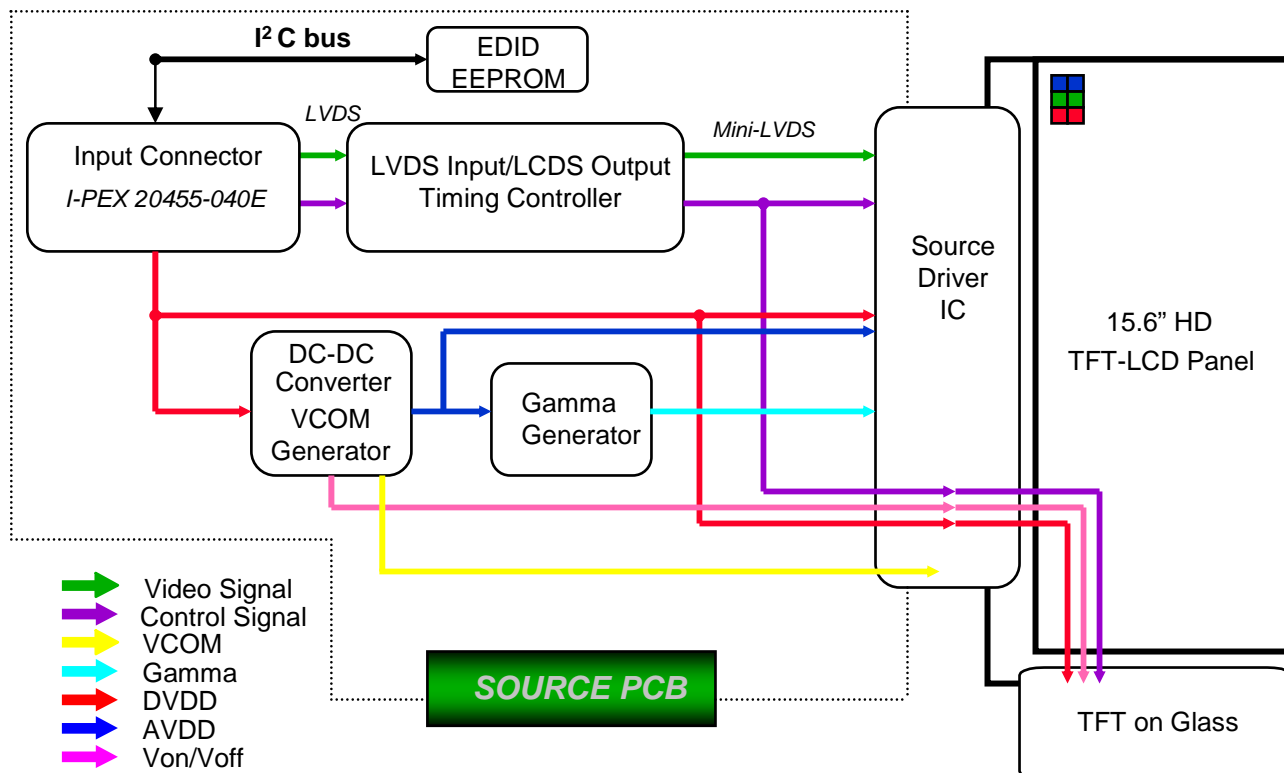 I² C bus
EDID
EEPROM
LVDS
Mini-LVDS
Input Connector
I-PEX 20455-040E
LVDS Input/LCDS Output
Timing Controller
Source
Driver
IC
15.6” HD
TFT-LCD Panel
DC-DC
Converter
VCOM
Generator
Gamma
Generator
Video Signal
Control Signal
VCOM
Gamma
DVDD
AVDD
Von/Voff
SOURCE PCB
TFT on Glass